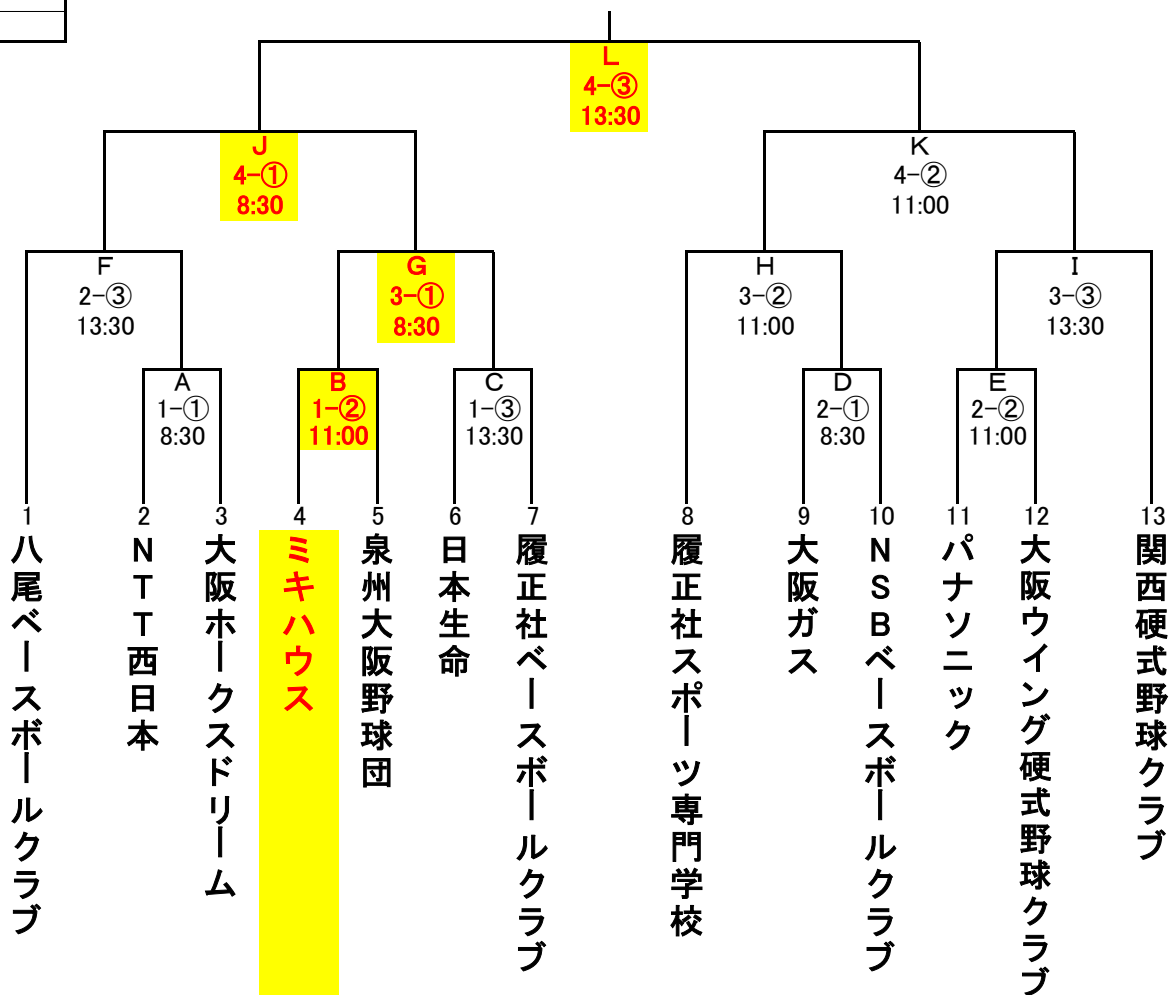 L
4-③
13:30
J
4-①
8:30
K
4-②
11:00
F
2-③
13:30
G
3-①
8:30
H
3-②
11:00
I
3-③
13:30
A
1-①
8:30
B
1-②
11:00
C
1-③
13:30
D
2-①
8:30
E
2-②
11:00
1
八尾ベースボールクラブ
2
NTT西日本
3
大阪ホークスドリーム
4
ミキハウス
5
泉州大阪野球団
6
日本生命
7
履正社ベースボールクラブ
8
履正社スポーツ専門学校
9
大阪ガス
10
NSBベースボールクラブ
11
パナソニック
12
大阪ウイング硬式野球クラブ
13
関西硬式野球クラブ